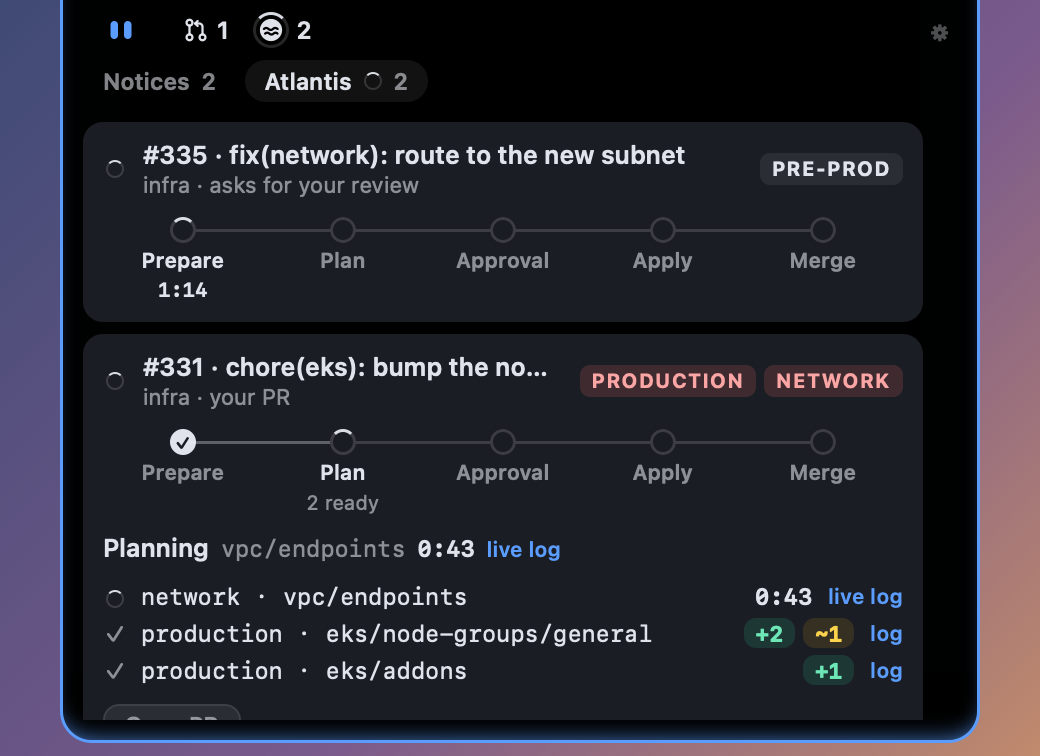 1 2
Notices 2 Atlantis 2
#335 · fix(network): route to the new subnet
infra · asks for your review
PRE-PROD
Prepare Plan Approval Apply Merge
1:14
#331 · chore(eks): bump the no...
infra · your PR
PRODUCTION NETWORK
Prepare Plan Approval Apply Merge
2 ready
Planning vpc/endpoints 0:43 live log
network · vpc/endpoints 0:43 live log
production · eks/node-groups/general +2 ~1 log
production · eks/addons +1 log